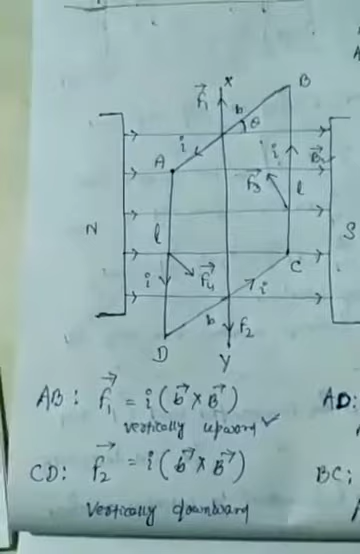 x
B
F₁
b
θ
i
i
B
A
F₃
l
N
l
S
i
F₄
C
i
b
F₂
D
Y
AB: F₁ = i(b×B)
vertically upward ✓
AD:
CD: F₂ = i(b×B)
BC;
vertically downward